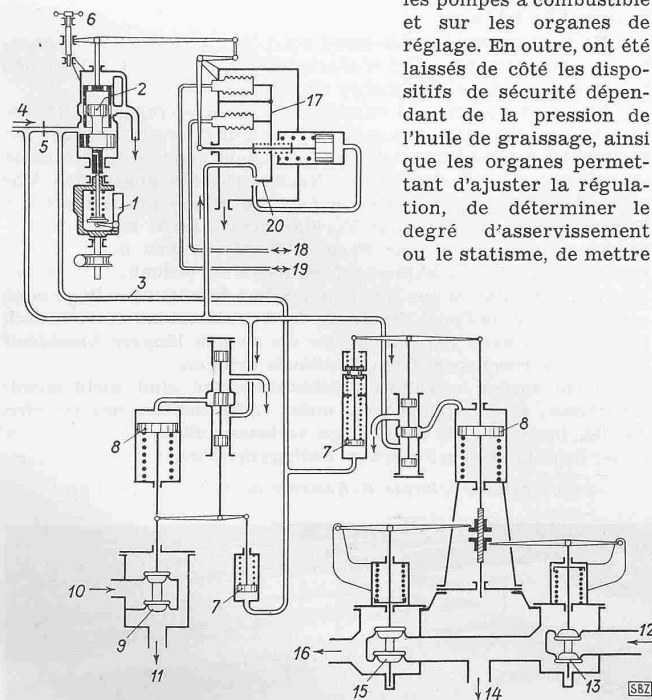 les pompes à combustible
et sur les organes de
réglage. En outre, ont été
laissés de côté les dispo-
sitifs de sécurité dépen-
dant de la pression de
l'huile de graissage, ainsi
que les organes permet-
tant d'ajuster la régula-
tion, de déterminer le
degré d'asservissement
ou le statisme, de mettre
6
2
4
5
17
1
20
18
19
3
8
7
8
7
10
9
11
12
16
15
14
13
SBZ